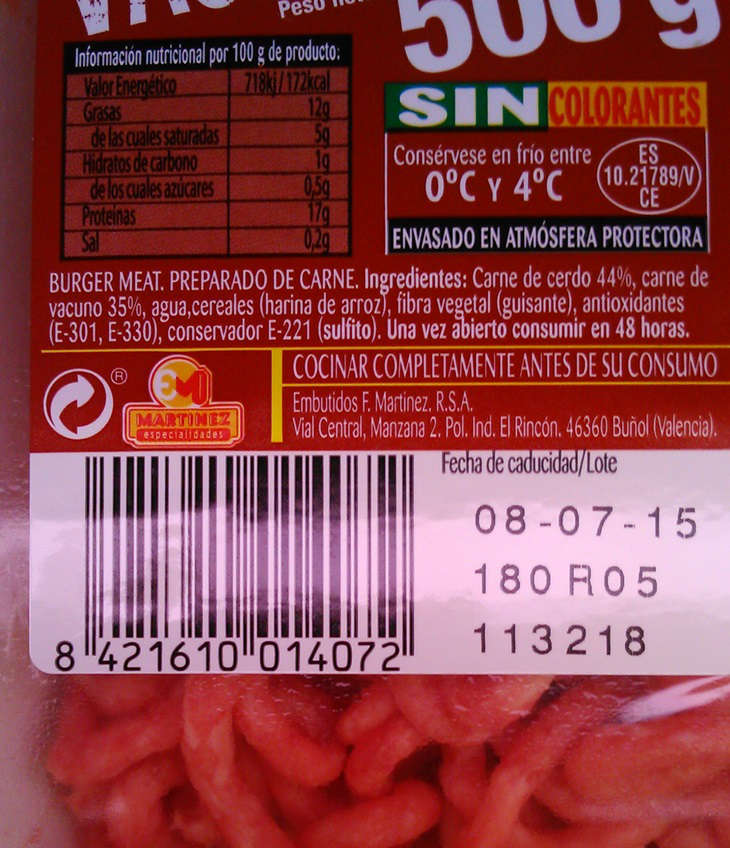 Peso
500 g
Información nutricional por 100 g de producto:
Valor Energético 718kj/172kcal
Grasas 12g
de las cuales saturadas 5g
Hidratos de carbono 1g
de los cuales azúcares 0,5g
Proteínas 17g
Sal 0,2g
SIN COLORANTES
Consérvese en frío entre
0°C Y 4°C
ES
10.21789/V
CE
ENVASADO EN ATMÓSFERA PROTECTORA
BURGER MEAT. PREPARADO DE CARNE. Ingredientes: Carne de cerdo 44%, carne de
vacuno 35%, agua,cereales (harina de arroz), fibra vegetal (guisante), antioxidantes
(E-301, E-330), conservador E-221 (sulfito). Una vez abierto consumir en 48 horas.
®
EM
MARTINEZ
especialidades
COCINAR COMPLETAMENTE ANTES DE SU CONSUMO
Embutidos F. Martínez. R.S.A.
Vial Central, Manzana 2. Pol. Ind. El Rincón. 46360 Buñol (Valencia).
Fecha de caducidad/Lote
08-07-15
180 R05
113218
8 421610 014072